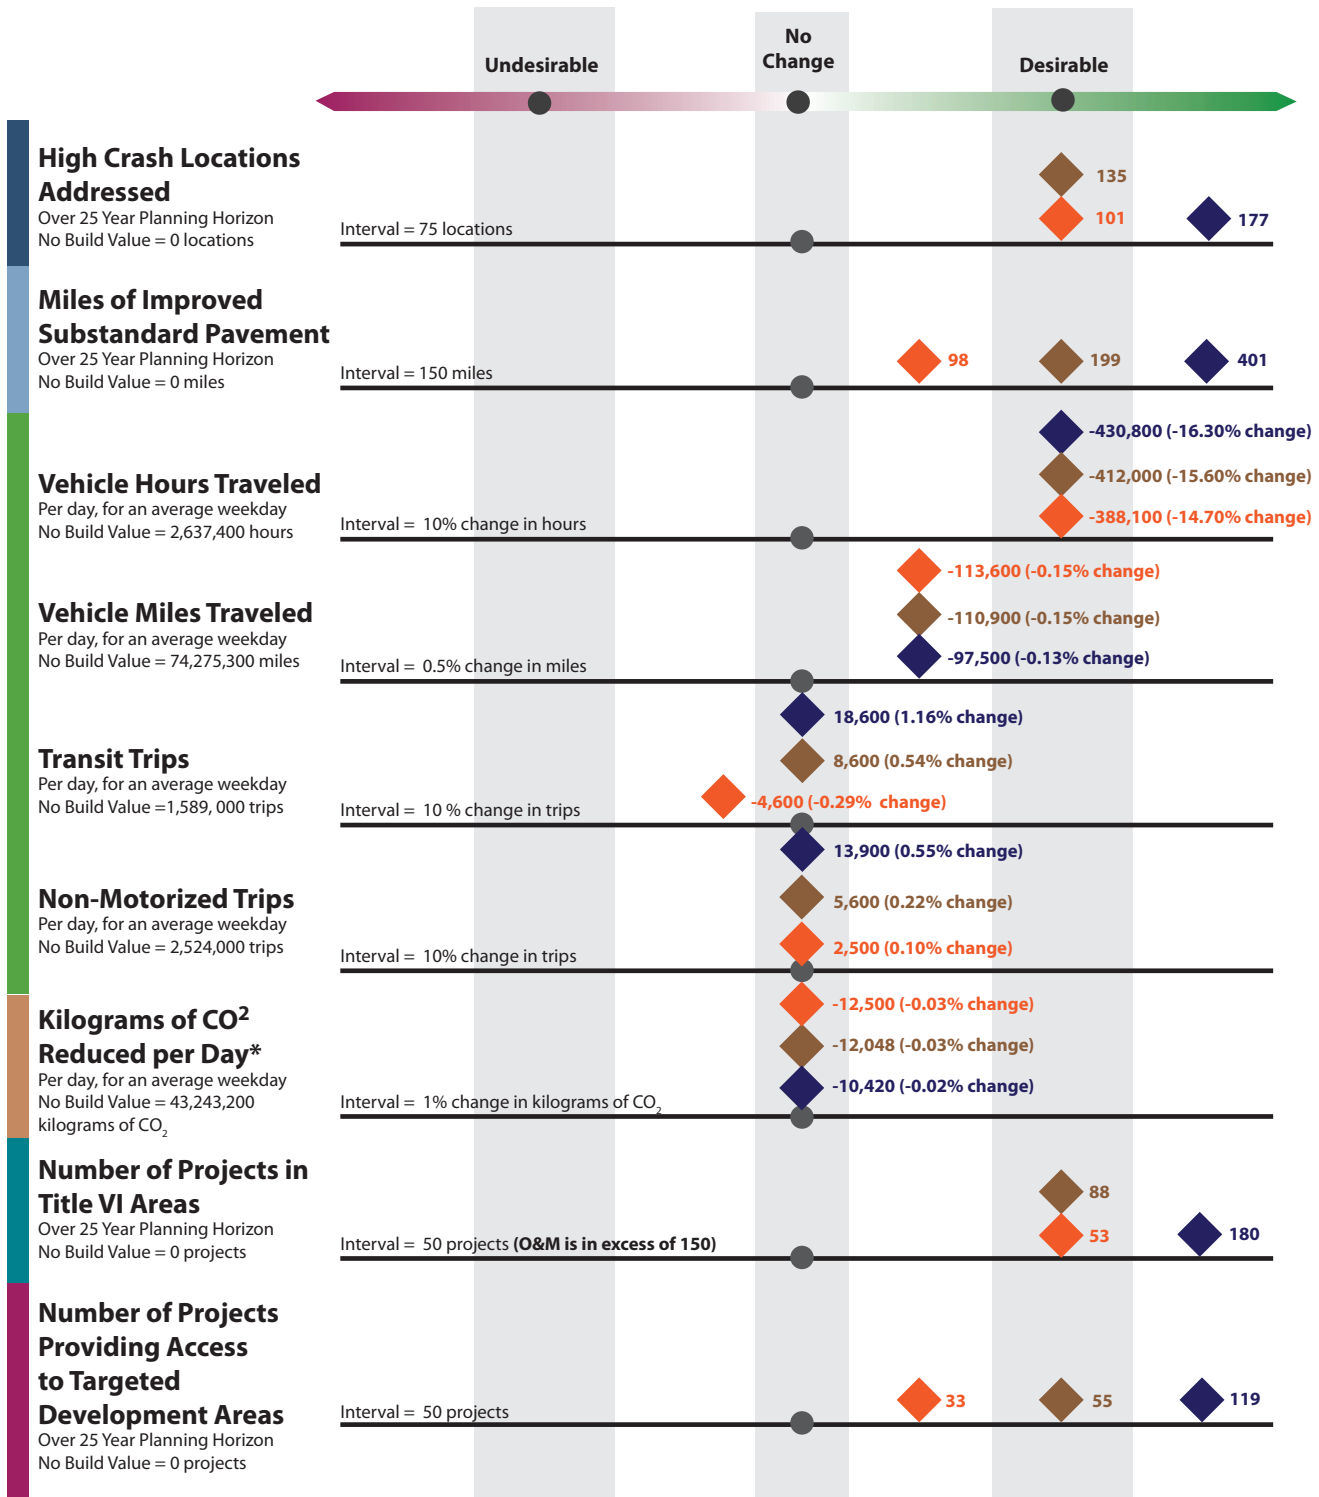 Undesirable
No
Change
Desirable
High Crash Locations
Addressed
Over 25 Year Planning Horizon
No Build Value = 0 locations
Interval = 75 locations
135
101
177
Miles of Improved
Substandard Pavement
Over 25 Year Planning Horizon
No Build Value = 0 miles
Interval = 150 miles
98
199
401
Vehicle Hours Traveled
Per day, for an average weekday
No Build Value = 2,637,400 hours
Interval = 10% change in hours
-430,800 (-16.30% change)
-412,000 (-15.60% change)
-388,100 (-14.70% change)
Vehicle Miles Traveled
Per day, for an average weekday
No Build Value = 74,275,300 miles
Interval = 0.5% change in miles
-113,600 (-0.15% change)
-110,900 (-0.15% change)
-97,500 (-0.13% change)
Transit Trips
Per day, for an average weekday
No Build Value =1,589, 000 trips
Interval = 10 % change in trips
18,600 (1.16% change)
8,600 (0.54% change)
-4,600 (-0.29% change)
Non-Motorized Trips
Per day, for an average weekday
No Build Value = 2,524,000 trips
Interval = 10% change in trips
13,900 (0.55% change)
5,600 (0.22% change)
2,500 (0.10% change)
Kilograms of CO²
Reduced per Day*
Per day, for an average weekday
No Build Value = 43,243,200
kilograms of CO₂
Interval = 1% change in kilograms of CO₂
-12,500 (-0.03% change)
-12,048 (-0.03% change)
-10,420 (-0.02% change)
Number of Projects in
Title VI Areas
Over 25 Year Planning Horizon
No Build Value = 0 projects
Interval = 50 projects (O&M is in excess of 150)
88
53
180
Number of Projects
Providing Access
to Targeted
Development Areas
Over 25 Year Planning Horizon
No Build Value = 0 projects
Interval = 50 projects
33
55
119